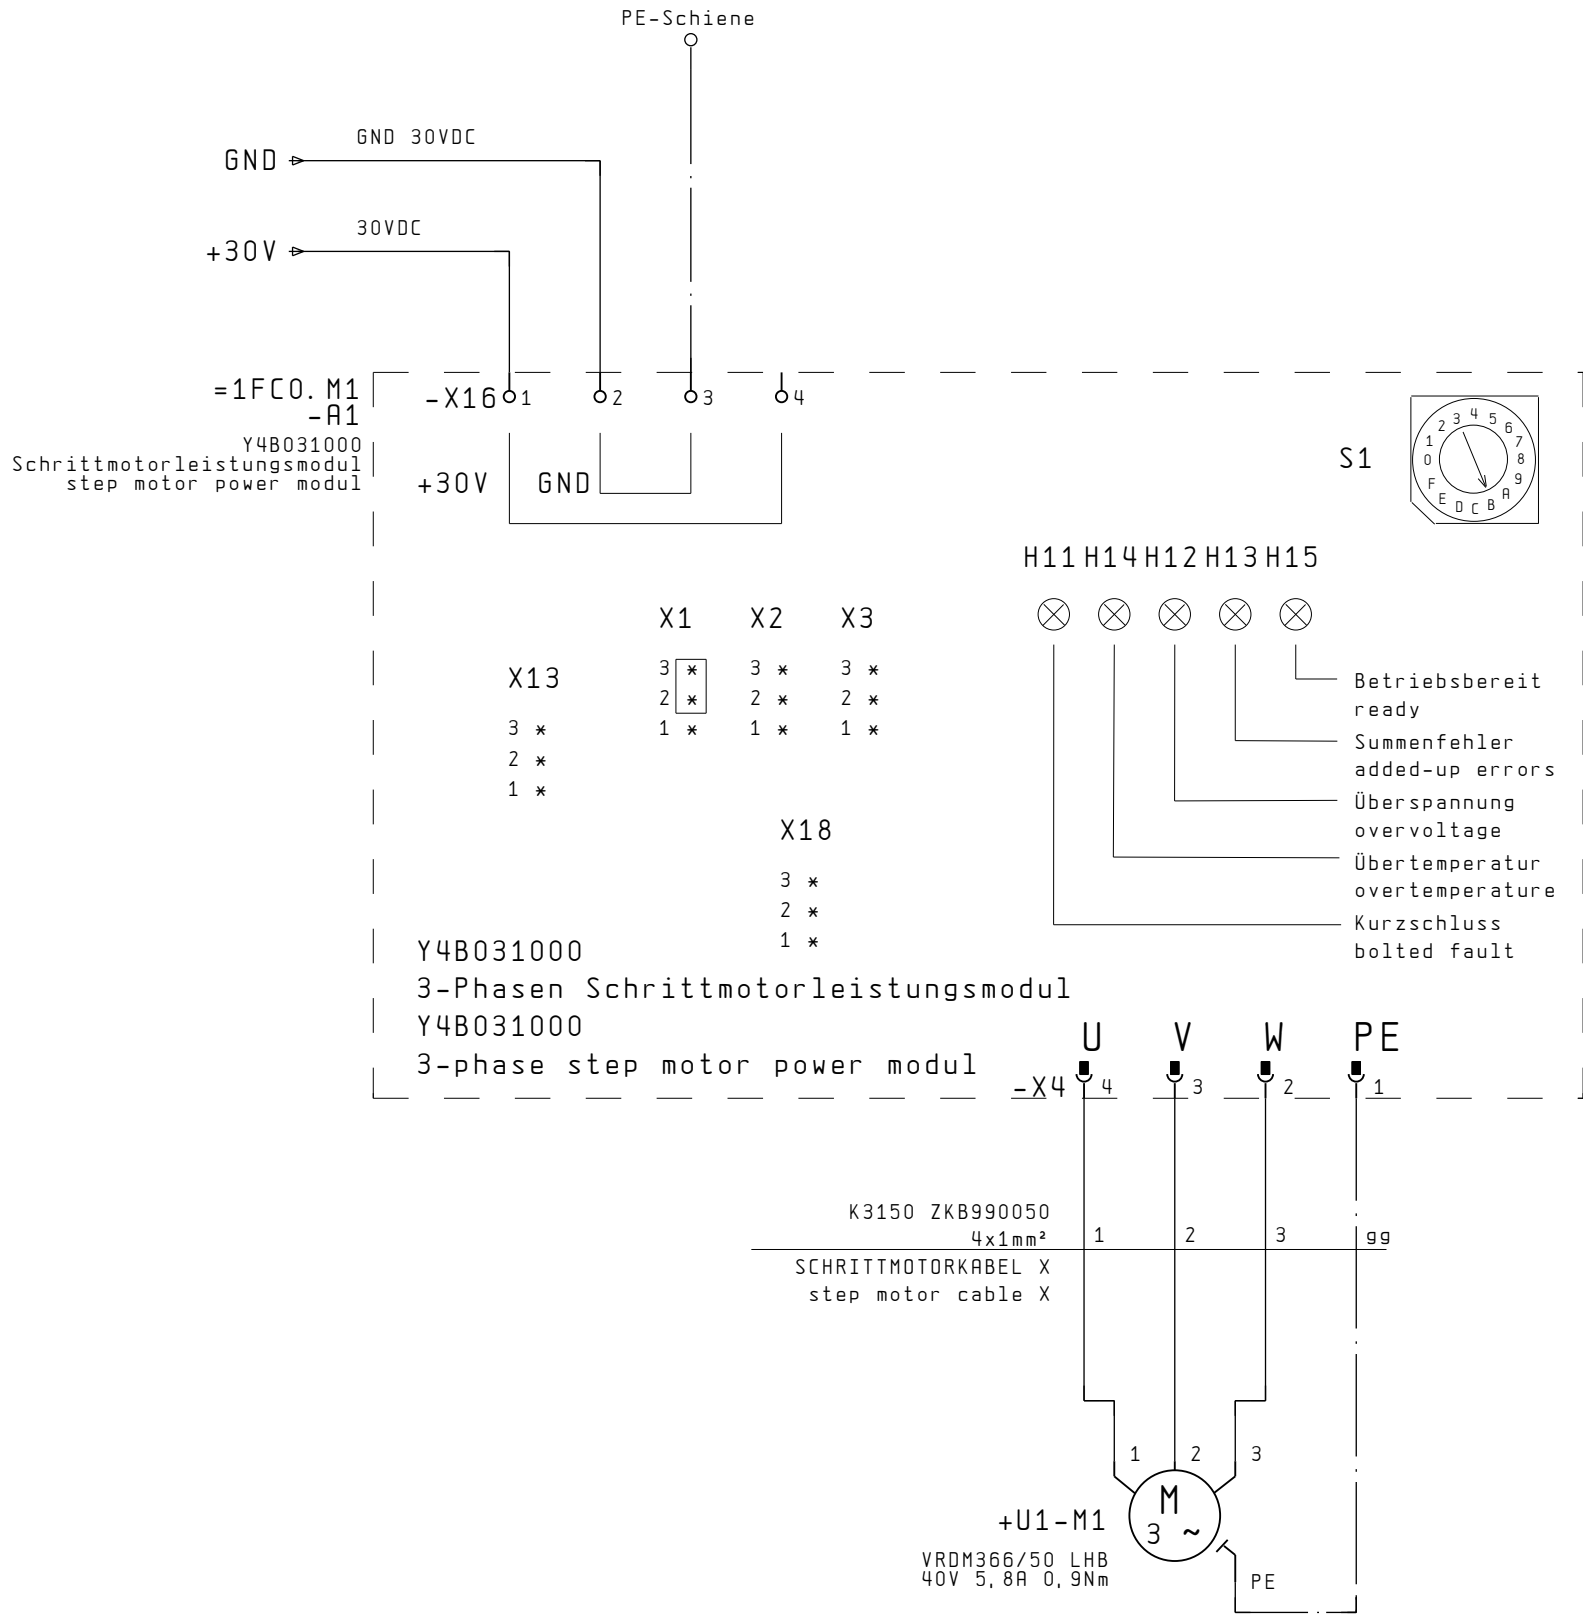 PE-Schiene
GND 30VDC
GND
30VDC
+30V
=1FC0.M1
-A1
Y4B031000
Schrittmotorleistungsmodul
step motor power modul
-X16 1 2 3 4
+30V GND
S1
0 1 2 3 4 5 6 7 8 9 A B C D E F
H11 H14 H12 H13 H15
X1 X2 X3
3 * 3 * 3 *
2 * 2 * 2 *
1 * 1 * 1 *
X13
3 *
2 *
1 *
X18
3 *
2 *
1 *
Betriebsbereit
ready
Summenfehler
added-up errors
Überspannung
overvoltage
Übertemperatur
overtemperature
Kurzschluss
bolted fault
Y4B031000
3-Phasen Schrittmotorleistungsmodul
Y4B031000
3-phase step motor power modul
U V W PE
-X4 4 3 2 1
K3150 ZKB990050
4x1mm² 1 2 3 gg
SCHRITTMOTORKABEL X
step motor cable X
1 2 3
M
3 ~
+U1-M1
VRDM366/50 LHB
40V 5,8A 0,9Nm
PE